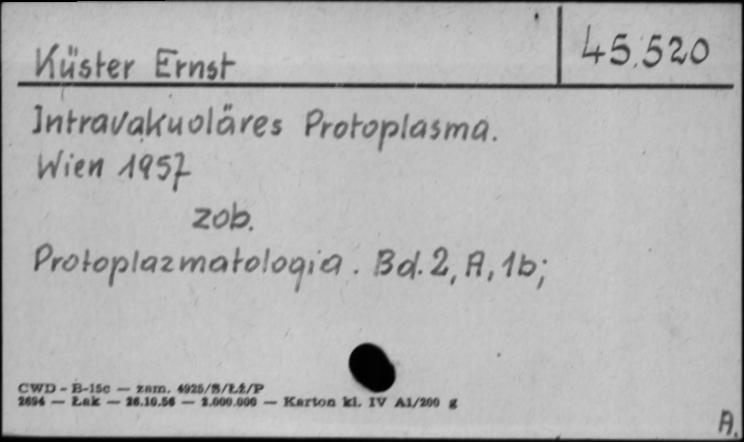 Küster Ernst
45.520
Intravakuoläres Protoplasma.
Wien 1957
zob.
Protoplazmatologia. Bd. 2, A, 1b;
CWD - B-15c — zam. 4925/S/ŁŻ/P
2694 — Łak — 26.10.56 — 2.000.000 — Karton kl. IV A1/200 g
A.